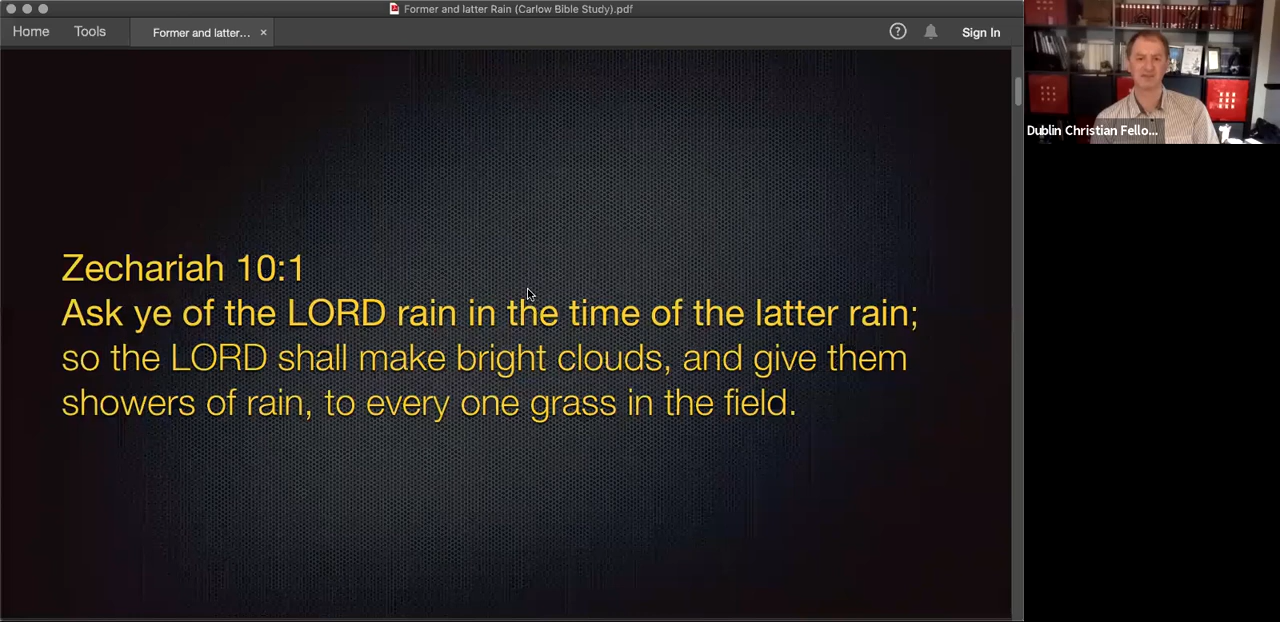 Former and latter Rain (Carlow Bible Study).pdf
Home
Tools
Former and latter...
×
?
Sign In
Dublin Christian Fello...
Zechariah 10:1
Ask ye of the LORD rain in the time of the latter rain;
so the LORD shall make bright clouds, and give them
showers of rain, to every one grass in the field.